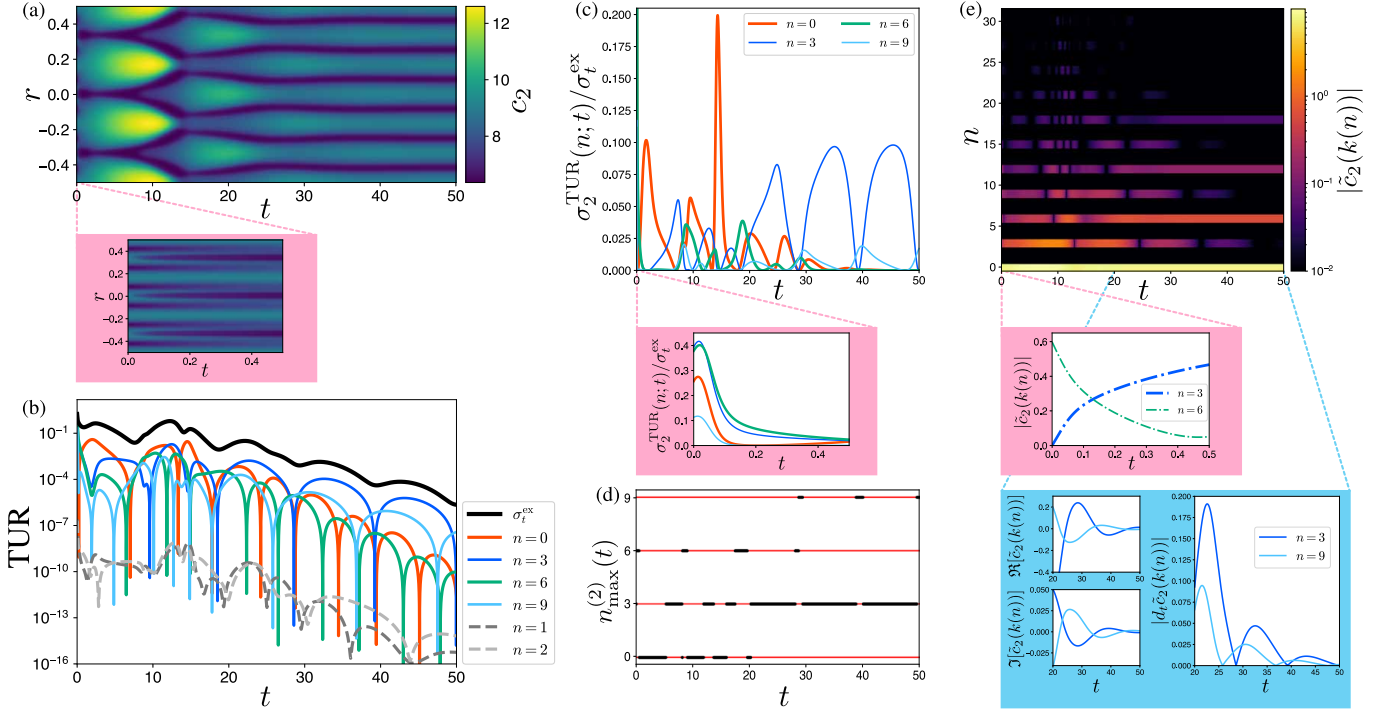 (a)
0.4
0.2
0.0
−0.2
−0.4
r
0 10 20 30 40 50
t
12
10
8
c₂
0.4
0.2
0.0
−0.2
−0.4
r
0.0 0.2 0.4
t
(b)
10⁻¹
10⁻⁴
10⁻⁷
10⁻¹⁰
10⁻¹³
10⁻¹⁶
TUR
0 10 20 30 40 50
t
σₜᵉˣ
n = 0
n = 3
n = 6
n = 9
n = 1
n = 2
(c)
0.200
0.175
0.150
0.125
0.100
0.075
0.050
0.025
0.000
σ₂ᵀᵁᴿ(n; t)/σₜᵉˣ
n = 0
n = 3
n = 6
n = 9
0 10 20 30 40 50
t
0.4
0.3
0.2
0.1
0.0
σ₂ᵀᵁᴿ(n; t)/σₜᵉˣ
0.0 0.2 0.4
t
(d)
9
6
3
0
n_max^(2)(t)
0 10 20 30 40 50
t
(e)
30
25
20
15
10
5
0
n
0 10 20 30 40 50
t
10⁰
10⁻¹
10⁻²
|c̃₂(k(n))|
0.6
0.4
0.2
0.0
|c̃₂(k(n))|
n = 3
n = 6
0.0 0.1 0.2 0.3 0.4 0.5
t
0.2
0.0
−0.2
−0.4
ℜ[c̃₂(k(n))]
20 30 40 50
0.050
0.025
0.000
−0.025
ℑ[c̃₂(k(n))]
20 30 40 50
t
0.200
0.175
0.150
0.125
0.100
0.075
0.050
0.025
0.000
|dₜc̃₂(k(n))|
n = 3
n = 9
20 25 30 35 40 45 50
t